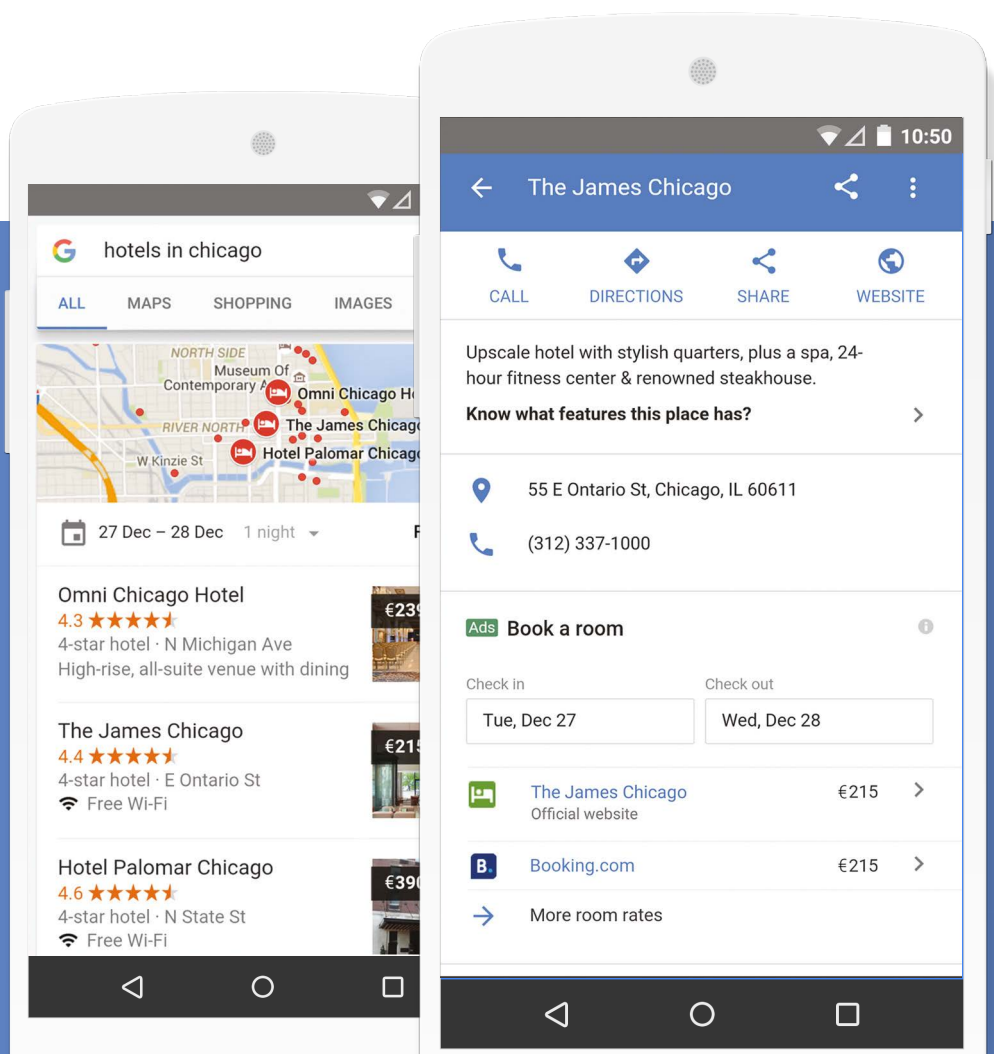 hotels in chicago
ALL MAPS SHOPPING IMAGES
NORTH SIDE
Museum Of
Contemporary
Omni Chicago
RIVER NORTH
The James Chicago
W Kinzie St
Hotel Palomar Chicago
27 Dec – 28 Dec 1 night
Omni Chicago Hotel
4.3
€239
4-star hotel · N Michigan Ave
High-rise, all-suite venue with dining
The James Chicago
4.4
€215
4-star hotel · E Ontario St
Free Wi-Fi
Hotel Palomar Chicago
4.6
€390
4-star hotel · N State St
Free Wi-Fi
10:50
The James Chicago
CALL DIRECTIONS SHARE WEBSITE
Upscale hotel with stylish quarters, plus a spa, 24-
hour fitness center & renowned steakhouse.
Know what features this place has?
55 E Ontario St, Chicago, IL 60611
(312) 337-1000
Ads Book a room
Check in Check out
Tue, Dec 27 Wed, Dec 28
The James Chicago €215
Official website
B. Booking.com €215
More room rates